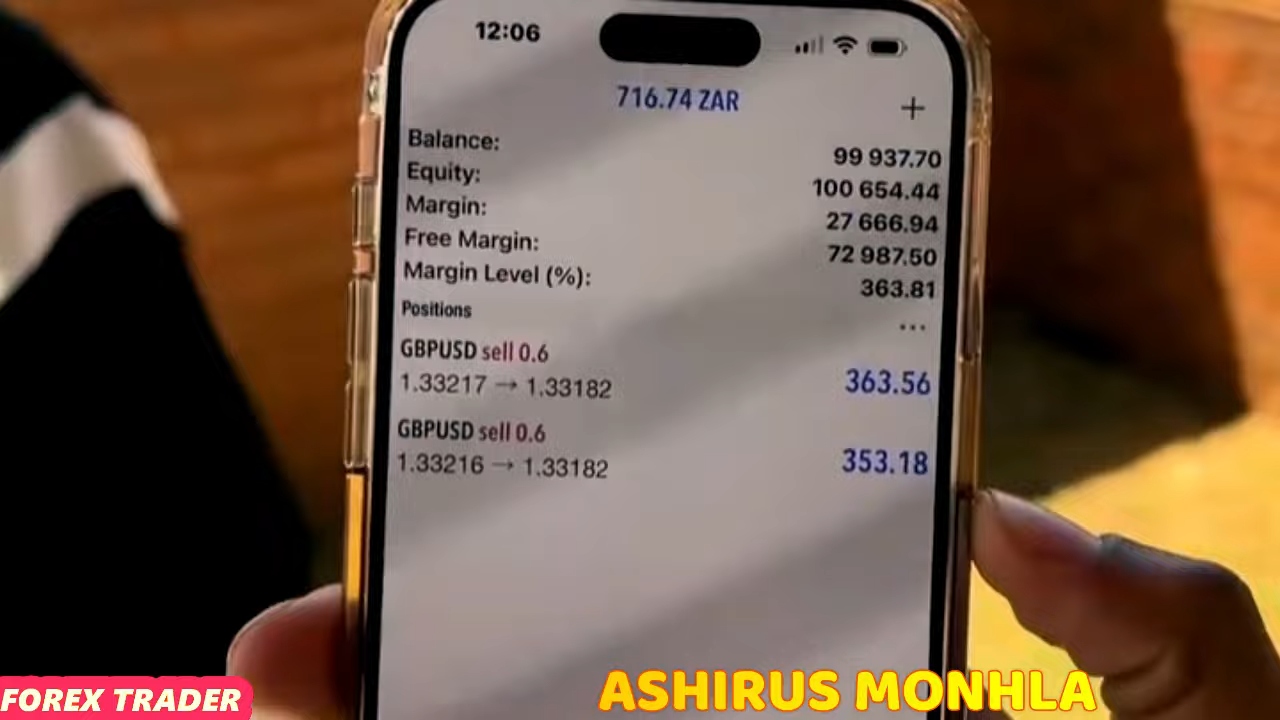 12:06
716.74 ZAR
+
Balance: 99 937.70
Equity: 100 654.44
Margin: 27 666.94
Free Margin: 72 987.50
Margin Level (%): 363.81
Positions ...
GBPUSD sell 0.6
1.33217 → 1.33182 363.56
GBPUSD sell 0.6
1.33216 → 1.33182 353.18
FOREX TRADER
ASHIRUS MONHLA